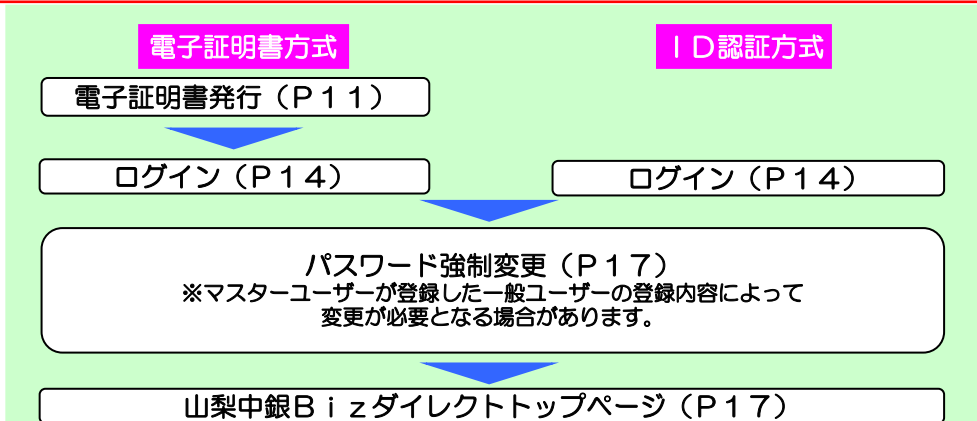 電子証明書方式
ID認証方式
電子証明書発行（P11）
ログイン（P14）
ログイン（P14）
パスワード強制変更（P17）
※マスターユーザーが登録した一般ユーザーの登録内容によって
変更が必要となる場合があります。
山梨中銀Bizダイレクトトップページ（P17）